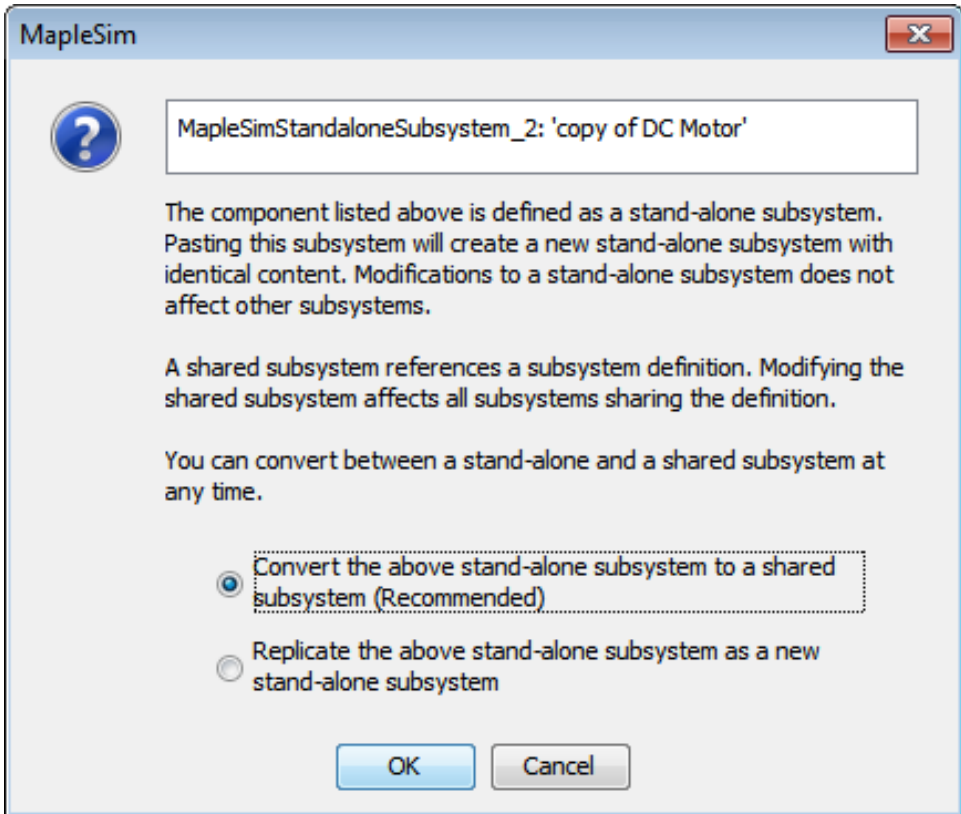 MapleSim
MapleSimStandaloneSubsystem_2: 'copy of DC Motor'
The component listed above is defined as a stand-alone subsystem.
Pasting this subsystem will create a new stand-alone subsystem with
identical content. Modifications to a stand-alone subsystem does not
affect other subsystems.
A shared subsystem references a subsystem definition. Modifying the
shared subsystem affects all subsystems sharing the definition.
You can convert between a stand-alone and a shared subsystem at
any time.
Convert the above stand-alone subsystem to a shared
subsystem (Recommended)
Replicate the above stand-alone subsystem as a new
stand-alone subsystem
OK Cancel